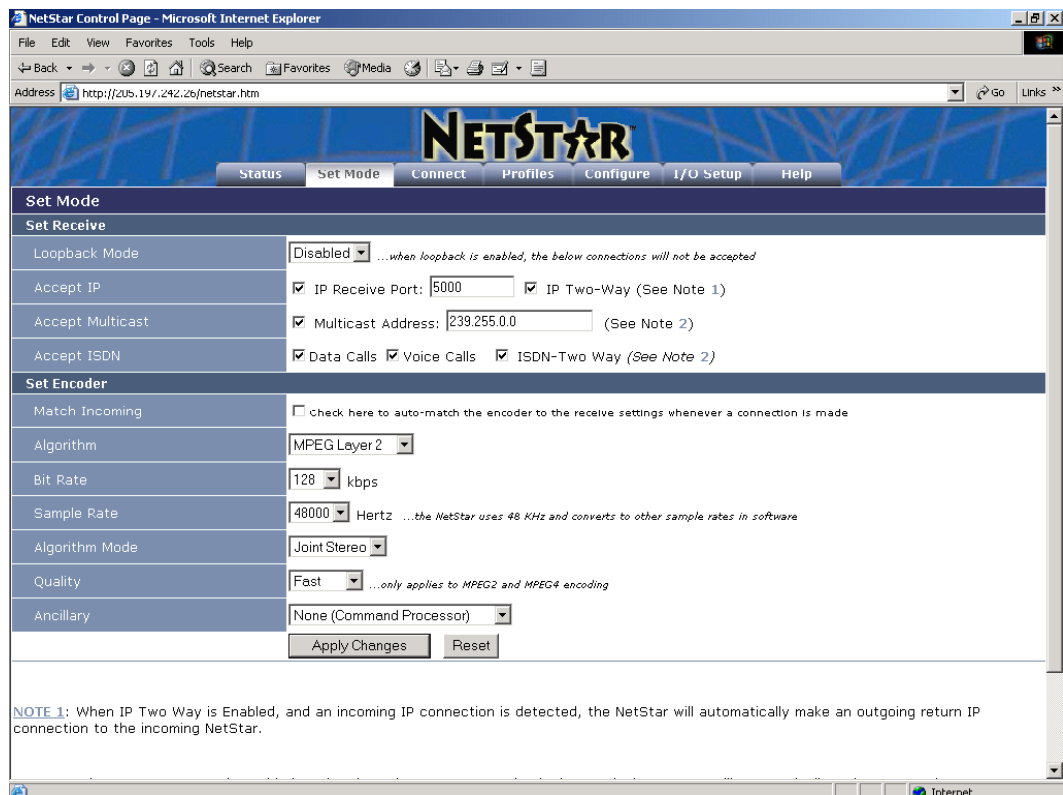 NetStar Control Page - Microsoft Internet Explorer
File Edit View Favorites Tools Help
Back Search Favorites Media
Address http://205.197.242.26/netstar.htm Go Links »
NETSTAR™
Status Set Mode Connect Profiles Configure I/O Setup Help
Set Mode
Set Receive
Loopback Mode Disabled ...when loopback is enabled, the below connections will not be accepted
Accept IP IP Receive Port: 5000 IP Two-Way (See Note 1)
Accept Multicast Multicast Address: 239.255.0.0 (See Note 2)
Accept ISDN Data Calls Voice Calls ISDN-Two Way (See Note 2)
Set Encoder
Match Incoming Check here to auto-match the encoder to the receive settings whenever a connection is made
Algorithm MPEG Layer 2
Bit Rate 128 kbps
Sample Rate 48000 Hertz ...the NetStar uses 48 KHz and converts to other sample rates in software
Algorithm Mode Joint Stereo
Quality Fast ...only applies to MPEG2 and MPEG4 encoding
Ancillary None (Command Processor)
Apply Changes Reset
NOTE 1: When IP Two Way is Enabled, and an incoming IP connection is detected, the NetStar will automatically make an outgoing return IP
connection to the incoming NetStar.
Internet